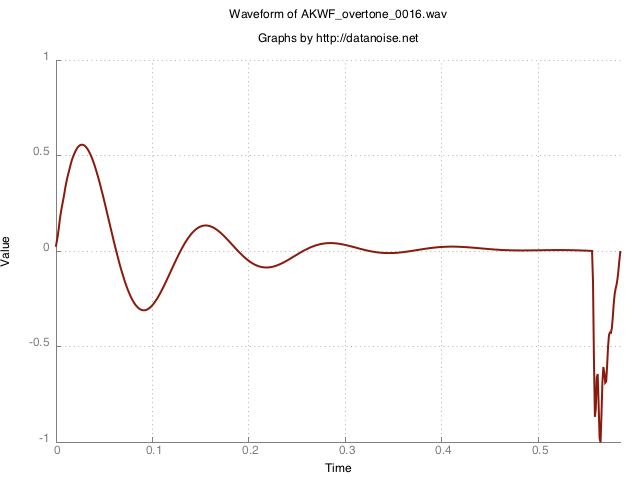 Waveform of AKWF_overtone_0016.wav
Graphs by http://datanoise.net
1
0.5
0
-0.5
-1
Value
0 0.1 0.2 0.3 0.4 0.5
Time